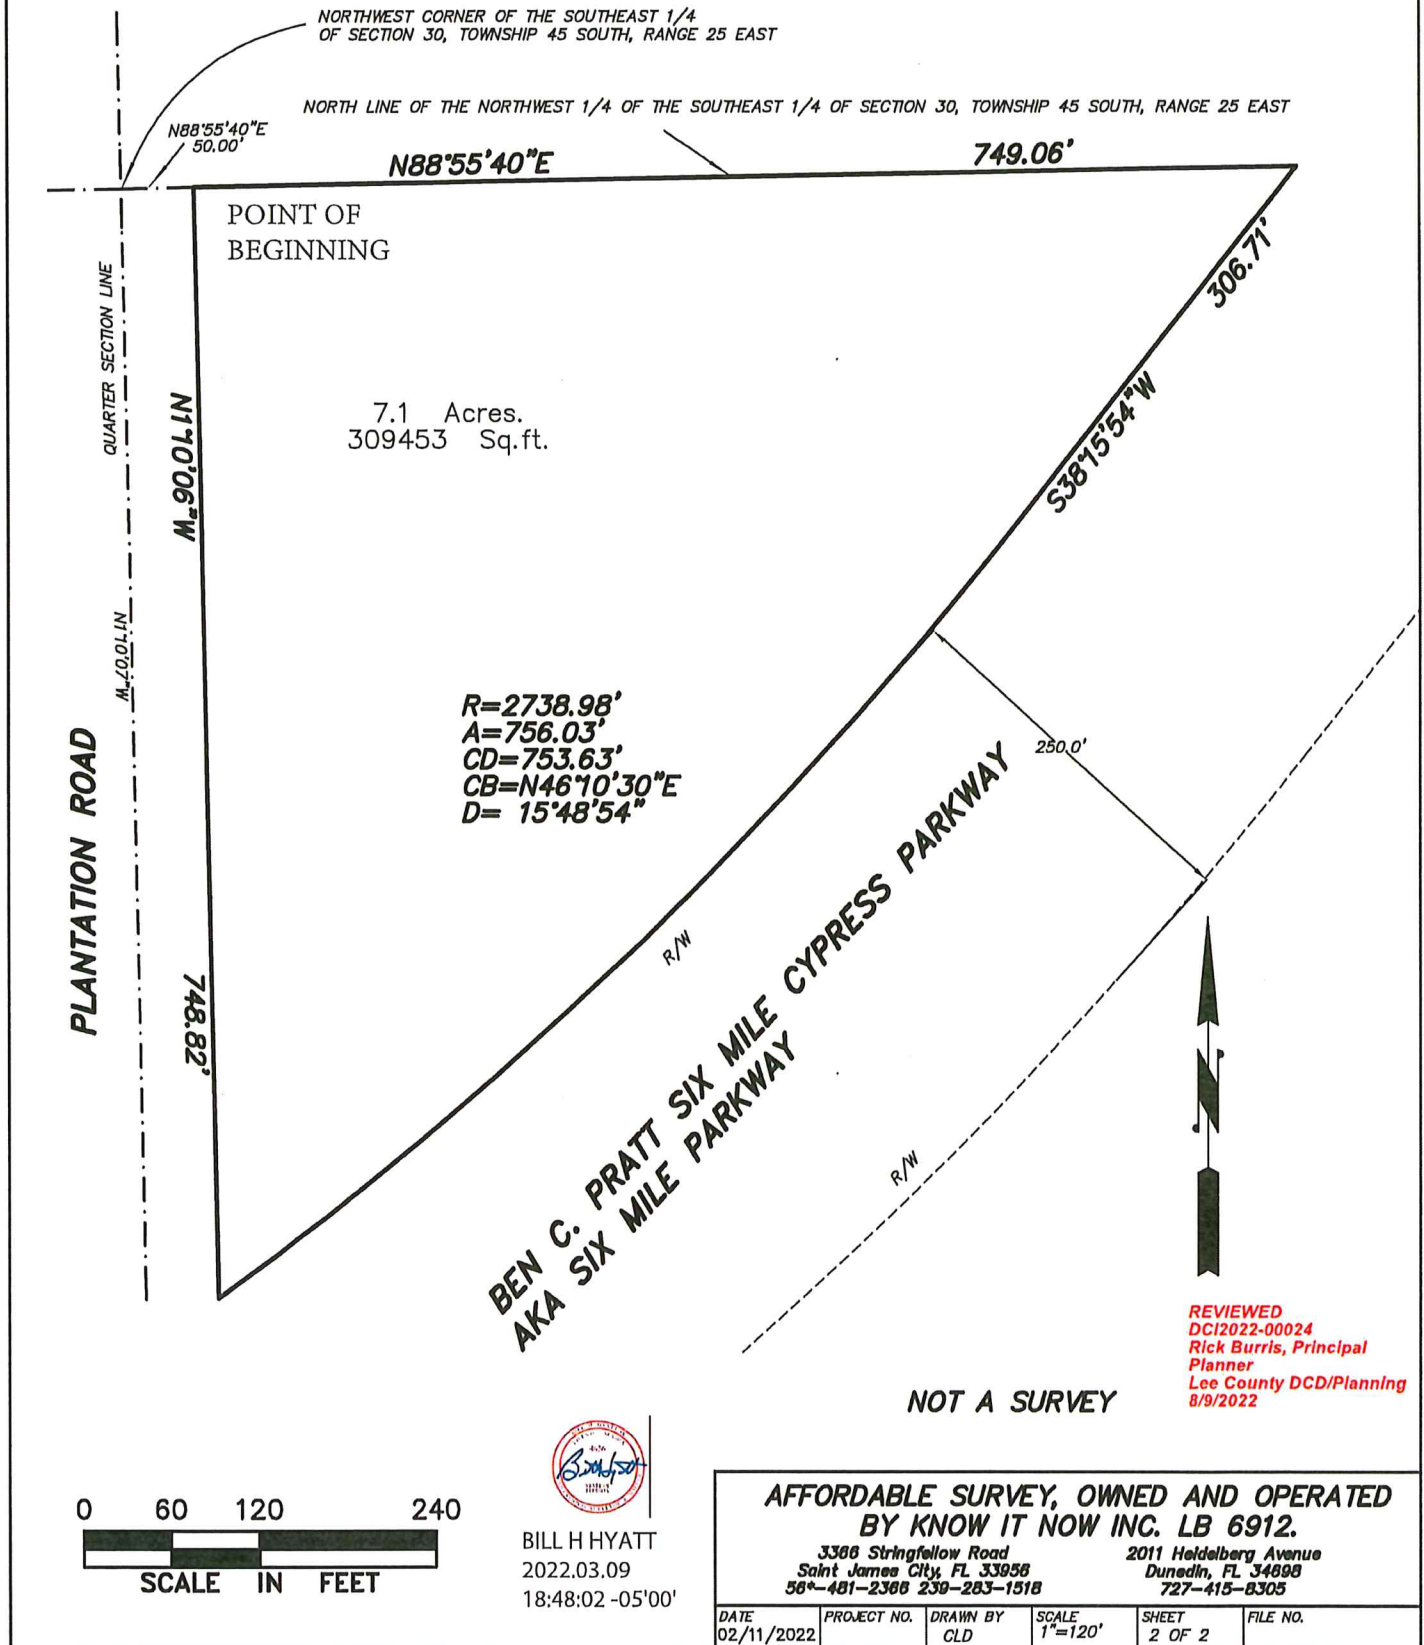 NORTHWEST CORNER OF THE SOUTHEAST 1/4
OF SECTION 30, TOWNSHIP 45 SOUTH, RANGE 25 EAST
NORTH LINE OF THE NORTHWEST 1/4 OF THE SOUTHEAST 1/4 OF SECTION 30, TOWNSHIP 45 SOUTH, RANGE 25 EAST
N88°55'40"E
50.00'
N88°55'40"E
749.06'
POINT OF
BEGINNING
306.71'
QUARTER SECTION LINE
S38°15'54"W
N1°10'06"W
7.1 Acres.
309453 Sq.ft.
N1°10'07"W
R=2738.98'
A=756.03'
CD=753.63'
CB=N46°10'30"E
D= 15°48'54"
250.0'
PLANTATION ROAD
748.82'
R/W
BEN C. PRATT SIX MILE CYPRESS PARKWAY
AKA SIX MILE PARKWAY
R/W
N
REVIEWED
DCI2022-00024
Rick Burris, Principal
Planner
Lee County DCD/Planning
8/9/2022
NOT A SURVEY
0 60 120 240
SCALE IN FEET
BILL H HYATT
2022.03.09
18:48:02 -05'00'
AFFORDABLE SURVEY, OWNED AND OPERATED
BY KNOW IT NOW INC. LB 6912.
3366 Stringfellow Road
Saint James City, FL 33956
56*-481-2366 239-283-1518
2011 Heidelberg Avenue
Dunedin, FL 34698
727-415-8305
DATE
02/11/2022
PROJECT NO.
DRAWN BY
CLD
SCALE
1"=120'
SHEET
2 OF 2
FILE NO.